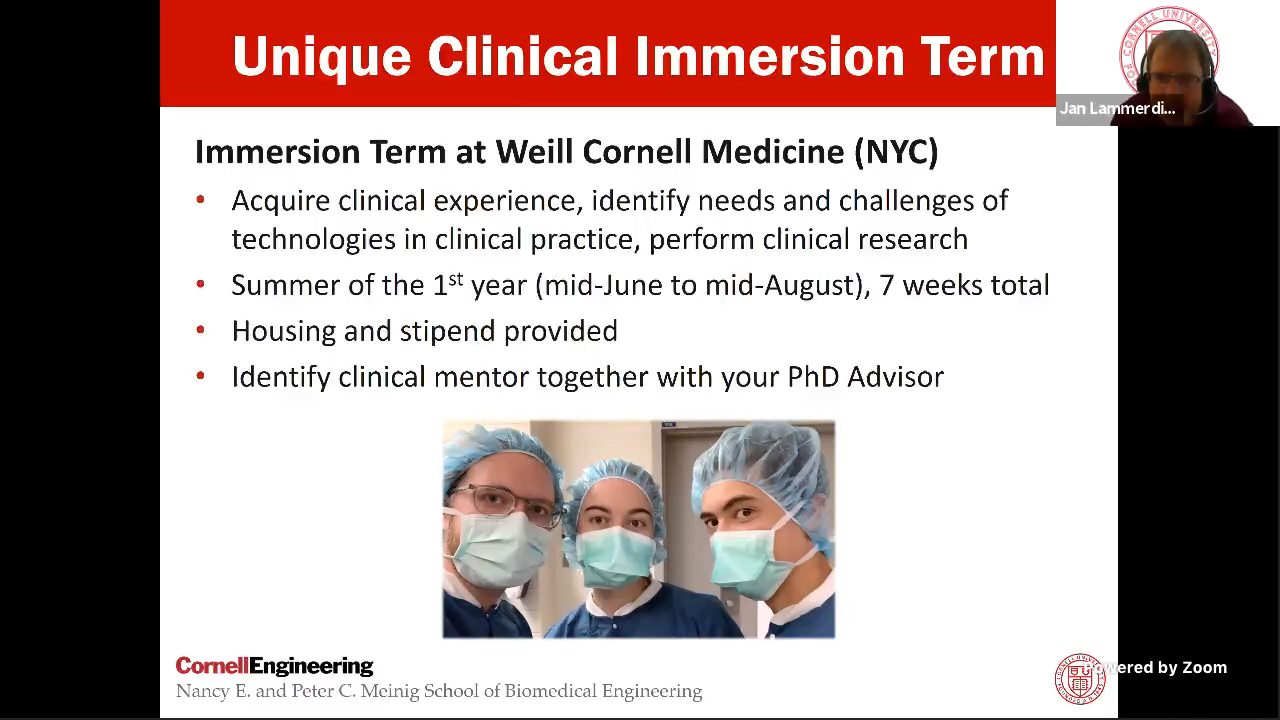 Unique Clinical Immersion Term
Jan Lammerdi...
Immersion Term at Weill Cornell Medicine (NYC)
• Acquire clinical experience, identify needs and challenges of
technologies in clinical practice, perform clinical research
• Summer of the 1st year (mid-June to mid-August), 7 weeks total
• Housing and stipend provided
• Identify clinical mentor together with your PhD Advisor
CornellEngineering
Nancy E. and Peter C. Meinig School of Biomedical Engineering
Powered by Zoom
CORNELL UNIVERSITY